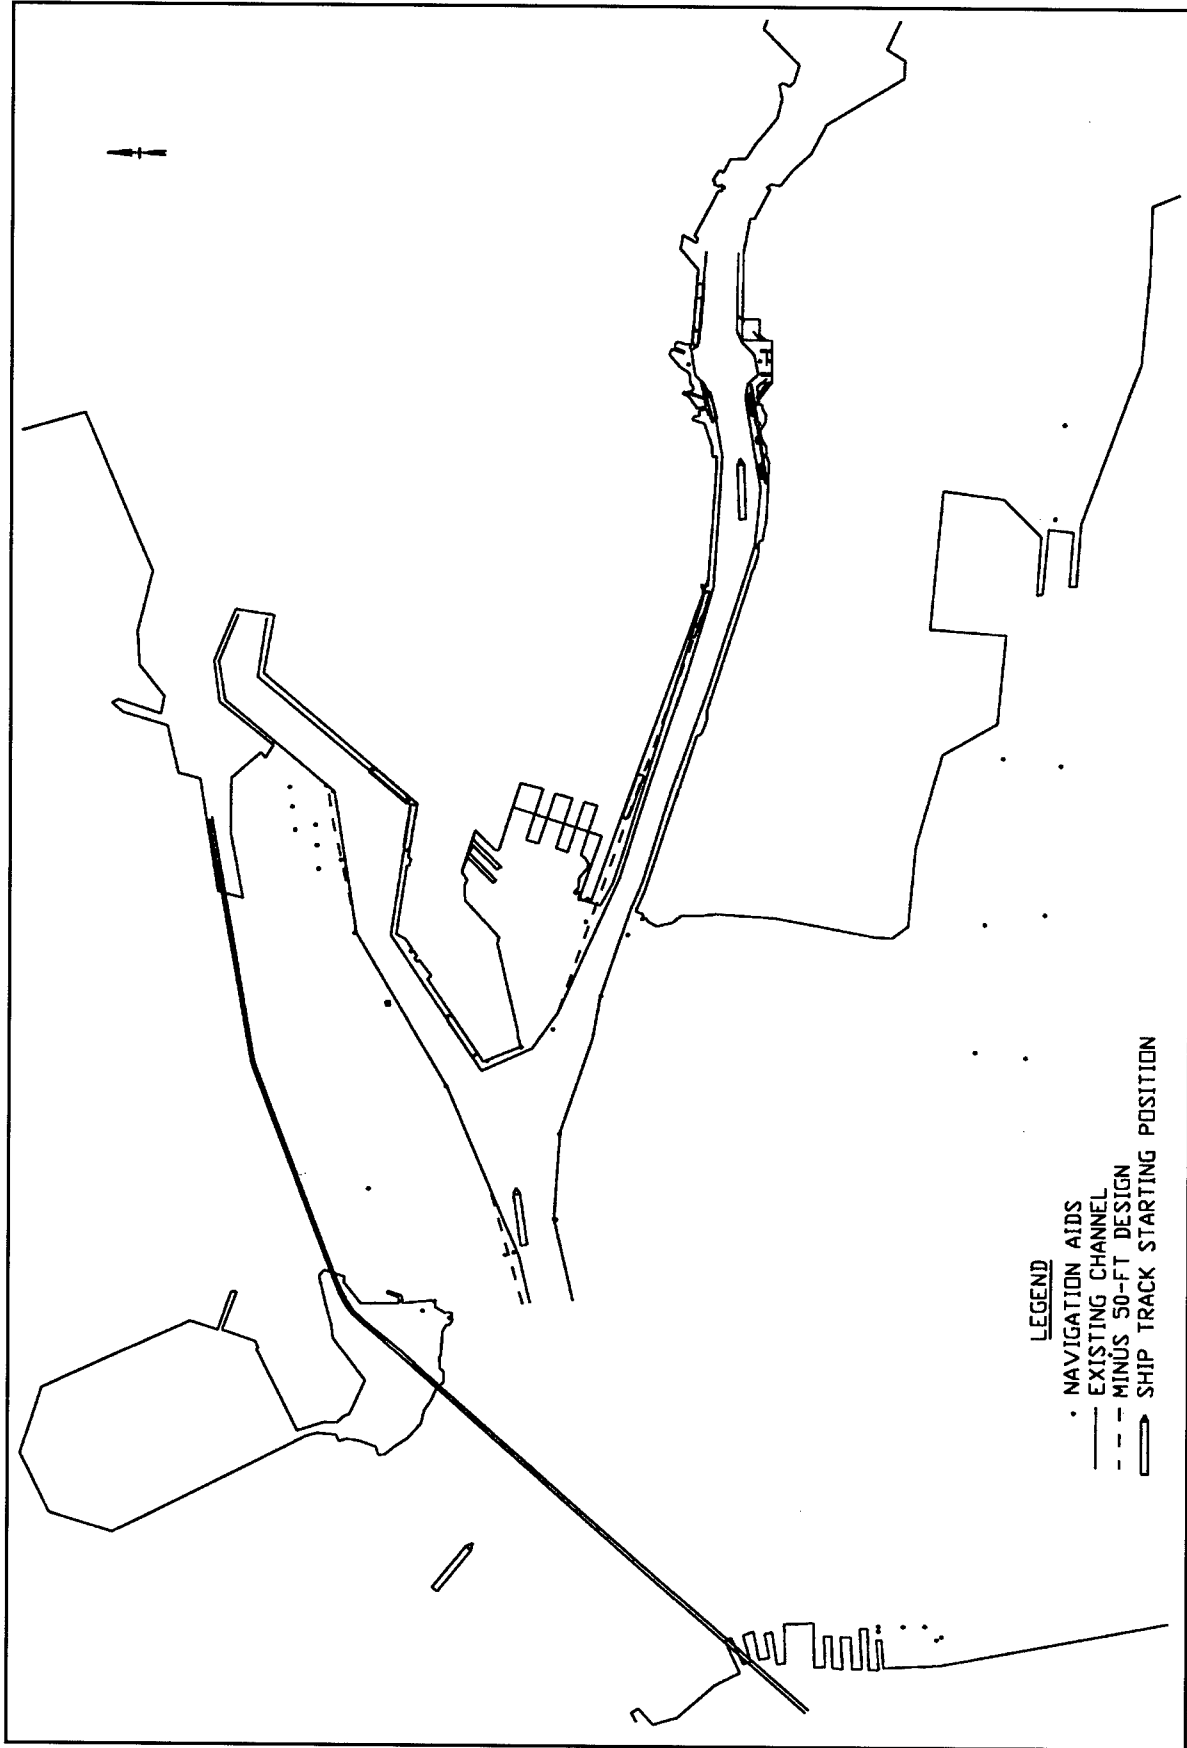 LEGEND
NAVIGATION AIDS
EXISTING CHANNEL
MINUS 50-FT DESIGN
SHIP TRACK STARTING POSITION